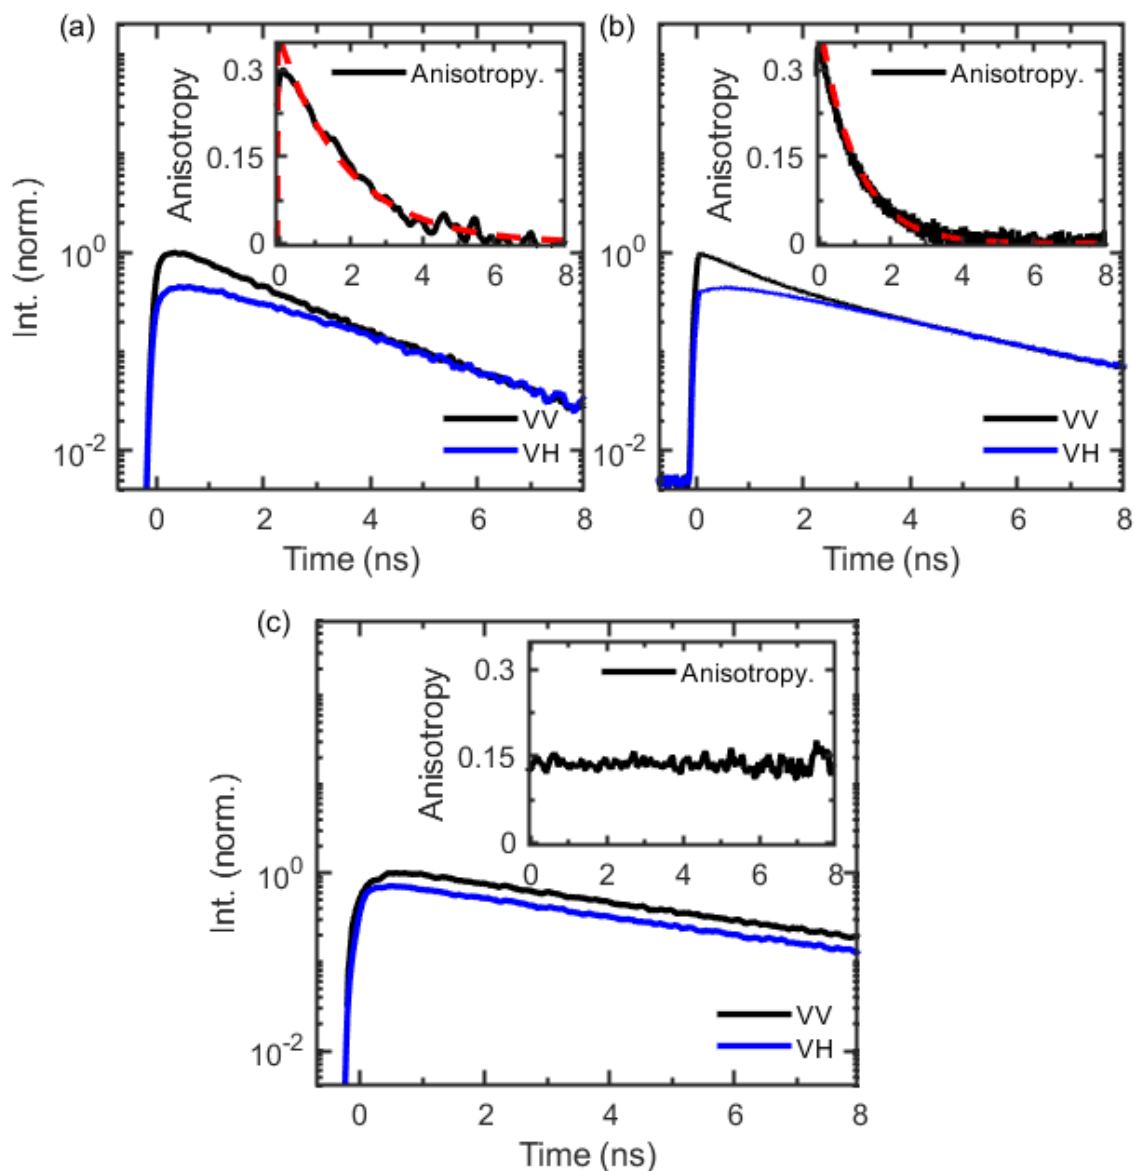 (a)
Anisotropy
0.3
0.15
0
Anisotropy.
0 2 4 6 8
Int. (norm.)
10^0
10^-2
VV
VH
0 2 4 6 8
Time (ns)
(b)
Anisotropy
0.3
0.15
0
Anisotropy.
0 2 4 6 8
10^0
10^-2
VV
VH
0 2 4 6 8
Time (ns)
(c)
Anisotropy
0.3
0.15
0
Anisotropy.
0 2 4 6 8
Int. (norm.)
10^0
10^-2
VV
VH
0 2 4 6 8
Time (ns)